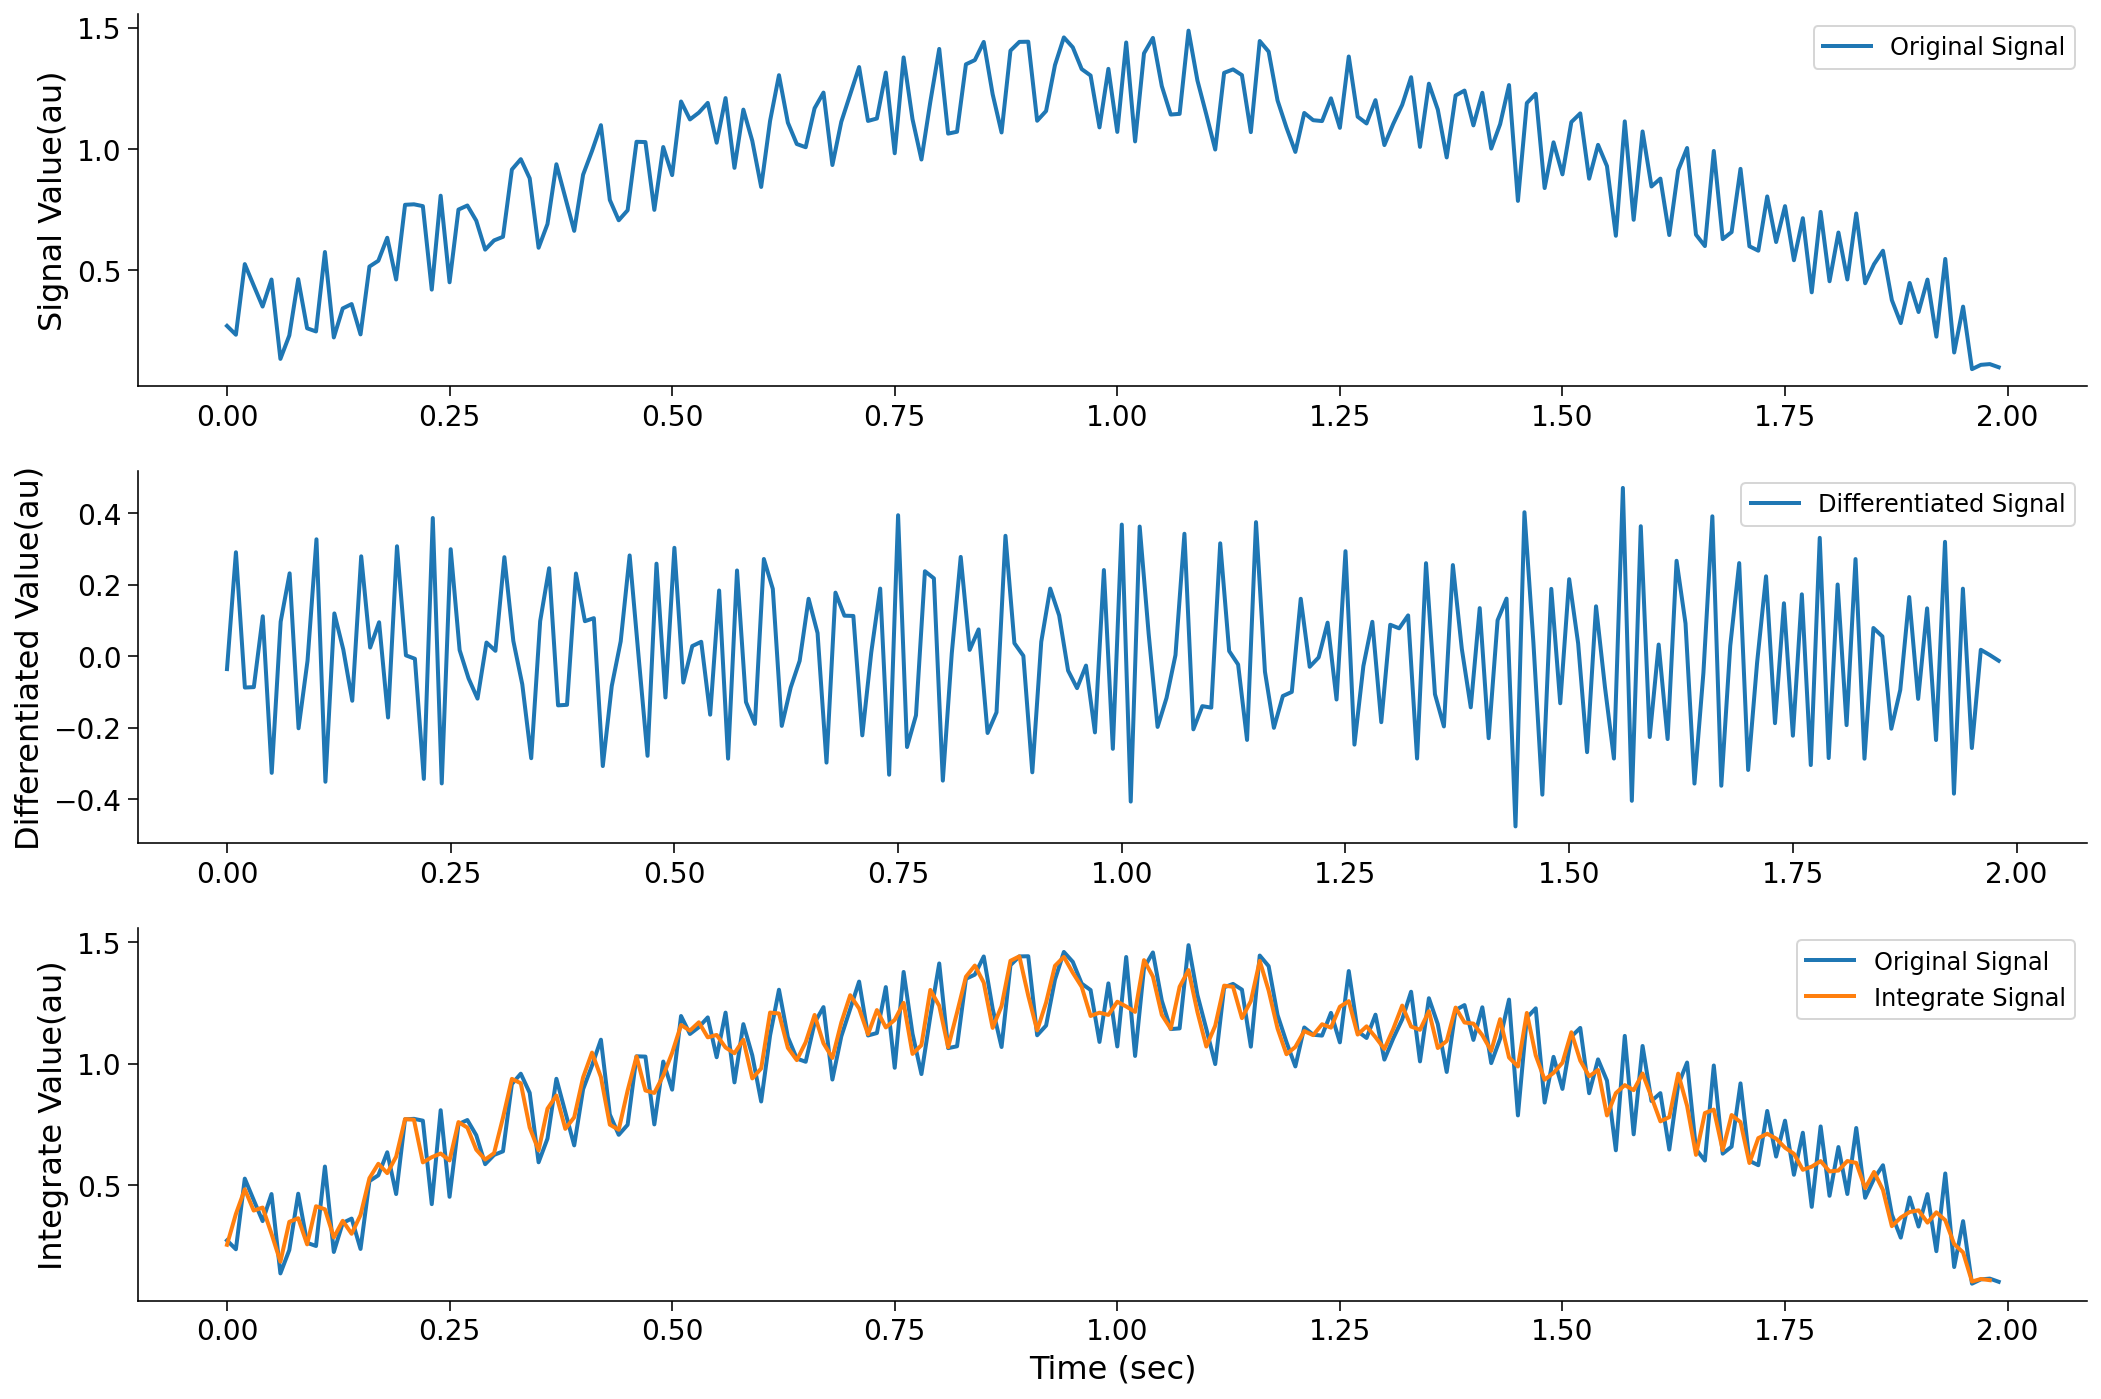 Signal Value(au)
1.5
1.0
0.5
Original Signal
0.00 0.25 0.50 0.75 1.00 1.25 1.50 1.75 2.00
Differentiated Value(au)
0.4
0.2
0.0
−0.2
−0.4
Differentiated Signal
0.00 0.25 0.50 0.75 1.00 1.25 1.50 1.75 2.00
Integrate Value(au)
1.5
1.0
0.5
Original Signal
Integrate Signal
0.00 0.25 0.50 0.75 1.00 1.25 1.50 1.75 2.00
Time (sec)